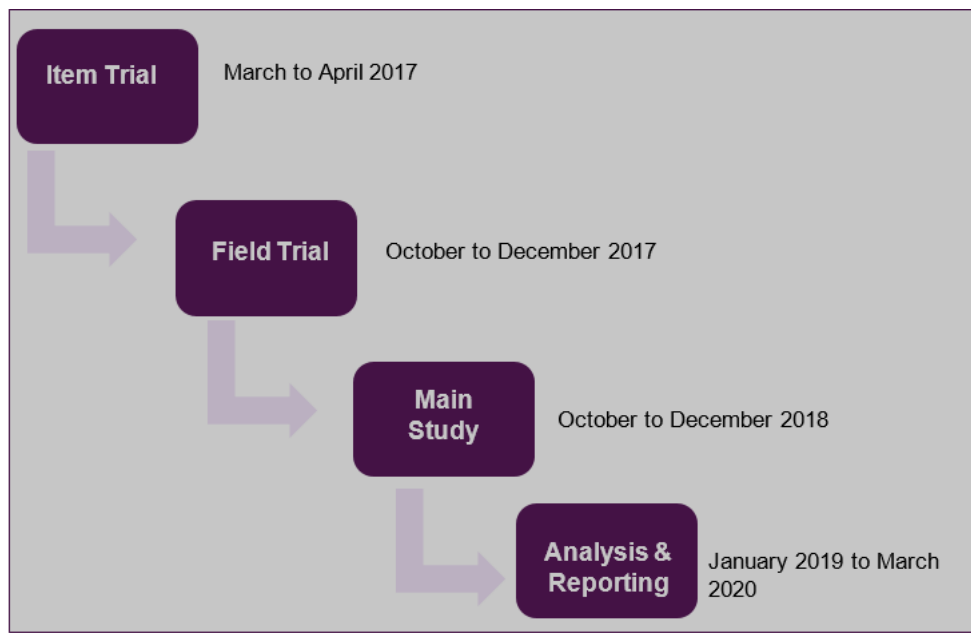 Item Trial
March to April 2017
Field Trial
October to December 2017
Main
Study
October to December 2018
Analysis &
Reporting
January 2019 to March
2020